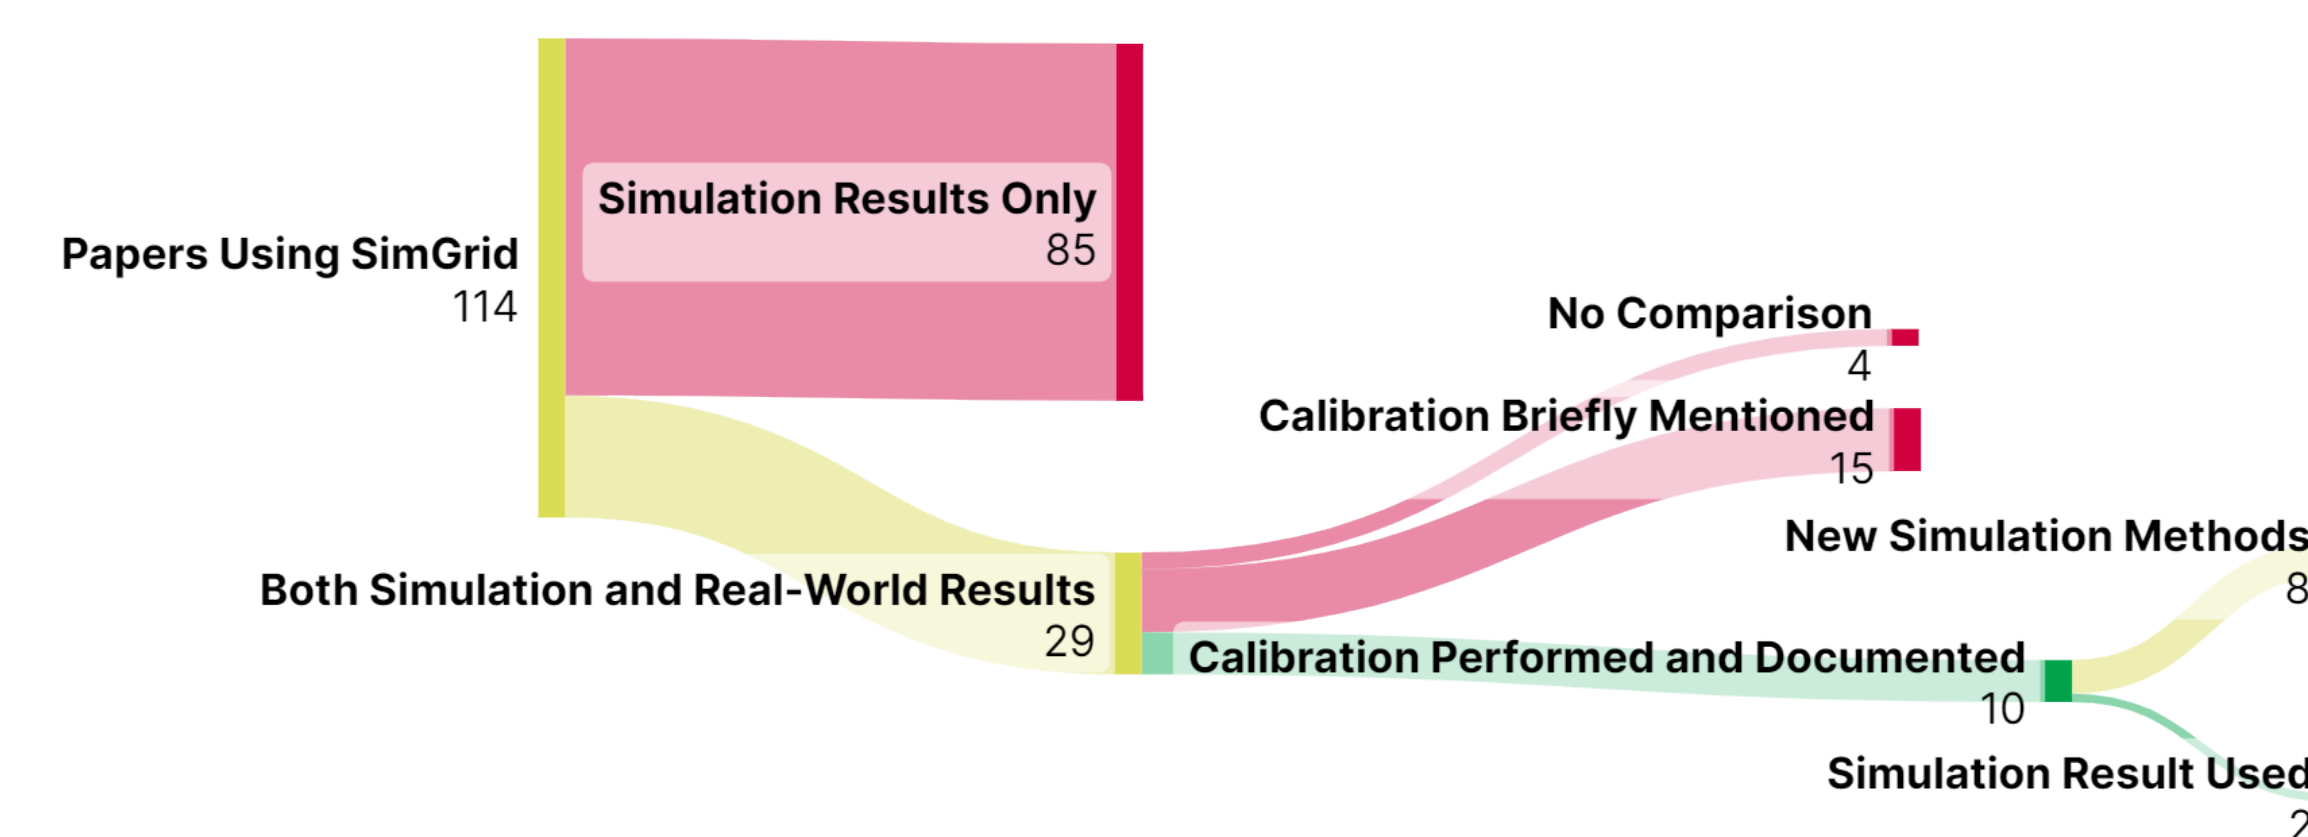 Simulation Results Only
85
Papers Using SimGrid
114
No Comparison
4
Calibration Briefly Mentioned
15
New Simulation Methods
8
Both Simulation and Real-World Results
29
Calibration Performed and Documented
10
Simulation Result Used
2